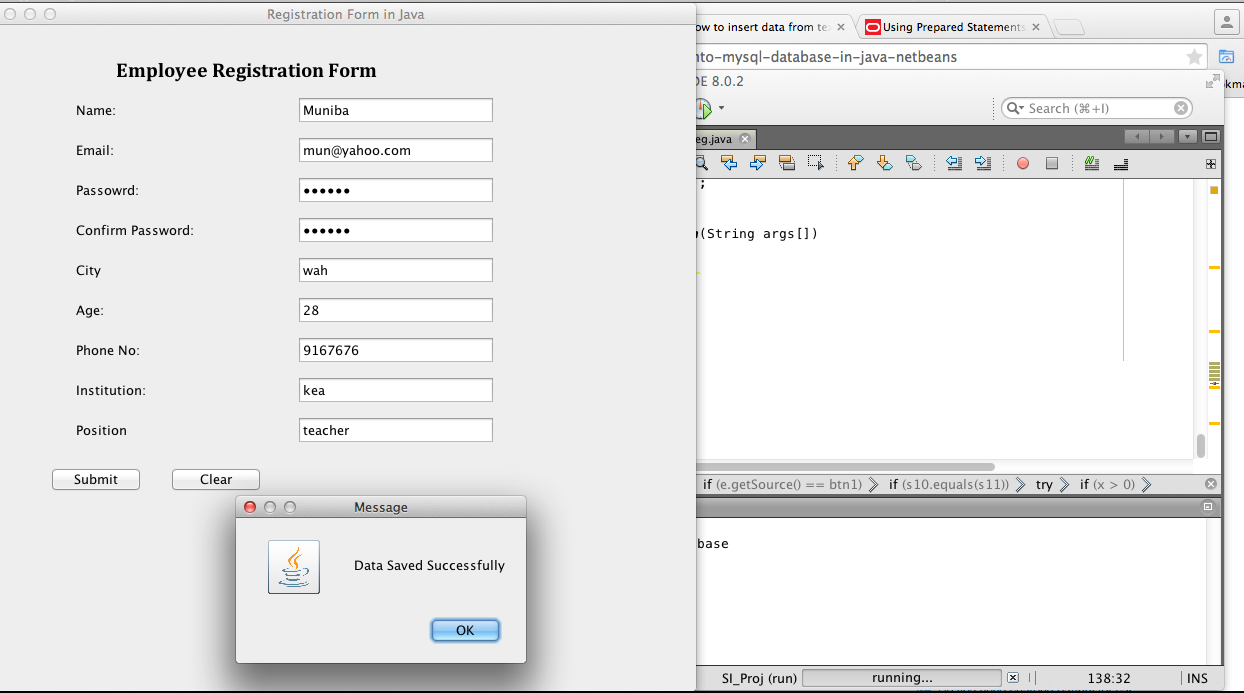 Registration Form in Java
Employee Registration Form
Name: Muniba
Email: mun@yahoo.com
Passowrd: ••••••
Confirm Password: ••••••
City wah
Age: 28
Phone No: 9167676
Institution: kea
Position teacher
Submit Clear
Message
Data Saved Successfully
OK
ow to insert data from te
Using Prepared Statements
nto-mysql-database-in-java-netbeans
DE 8.0.2
kma
Search (⌘+I)
eg.java
;
(String args[])
if (e.getSource() == btn1) if (s10.equals(s11)) try if (x > 0)
base
SI_Proj (run) running... 138:32 INS